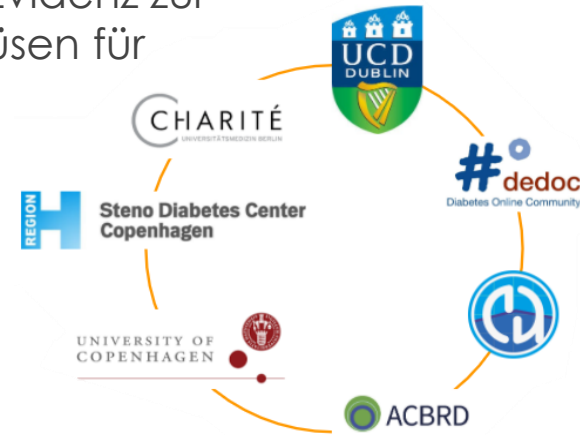 Evidenz zur
üsen für
UCD
DUBLIN
CHARITÉ
UNIVERSITÄTSMEDIZIN BERLIN
#dedoc
Diabetes Online Community
REGION
H
Steno Diabetes Center
Copenhagen
UNIVERSITY OF
COPENHAGEN
ACBRD